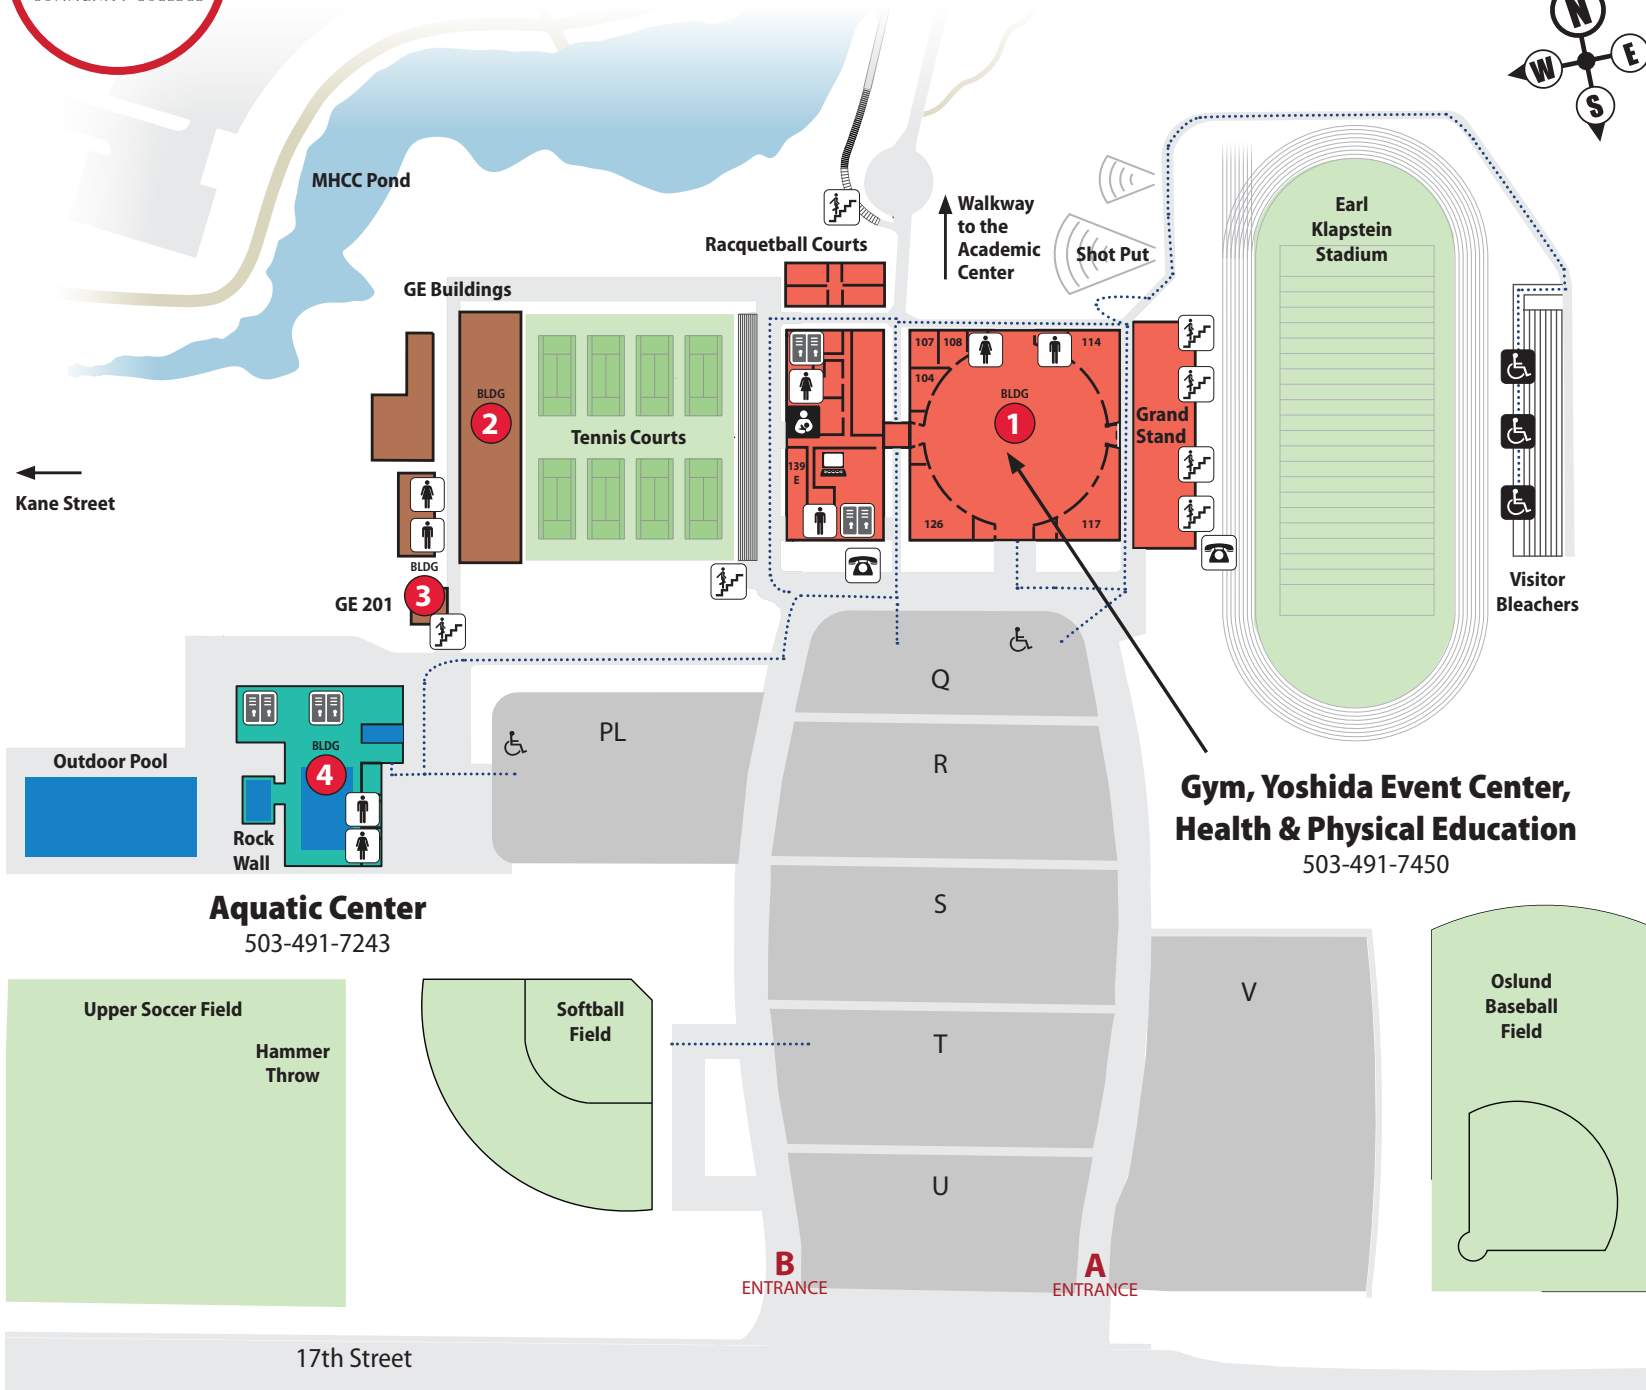 N
W
E
S
MHCC Pond
Walkway
to the
Academic
Center
Earl
Klapstein
Stadium
Racquetball Courts
Shot Put
GE Buildings
107
108
114
104
BLDG
1
BLDG
2
Grand
Stand
Tennis Courts
139
E
Kane Street
126
117
BLDG
3
GE 201
Visitor
Bleachers
Q
PL
R
BLDG
4
Outdoor Pool
Rock
Wall
Gym, Yoshida Event Center,
Health & Physical Education
503-491-7450
Aquatic Center
503-491-7243
S
V
Upper Soccer Field
Hammer
Throw
Softball
Field
Oslund
Baseball
Field
T
U
B
ENTRANCE
A
ENTRANCE
17th Street